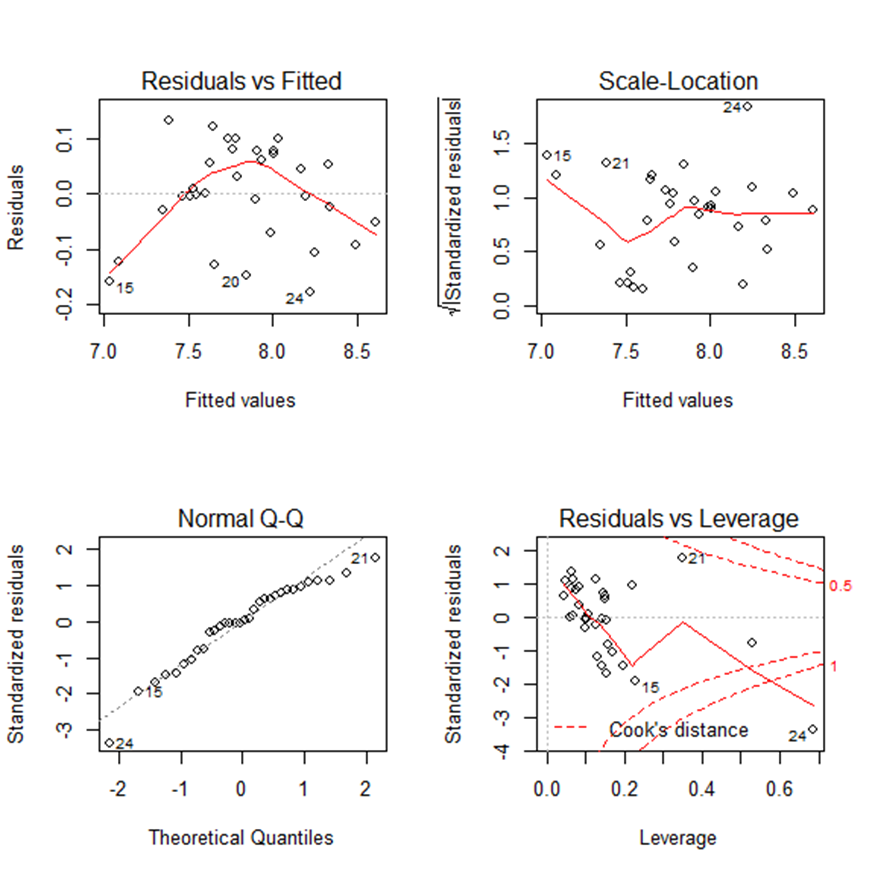 Residuals vs Fitted
Residuals
0.1
0.0
-0.1
-0.2
15
20
24
7.0 7.5 8.0 8.5
Fitted values
Scale-Location
√|Standardized residuals|
1.5
1.0
0.5
0.0
15
21
24
7.0 7.5 8.0 8.5
Fitted values
Normal Q-Q
Standardized residuals
2
1
0
-1
-2
-3
21
15
24
-2 -1 0 1 2
Theoretical Quantiles
Residuals vs Leverage
Standardized residuals
2
1
0
-1
-2
-3
-4
21
0.5
1
15
Cook's distance
24
0.0 0.2 0.4 0.6
Leverage